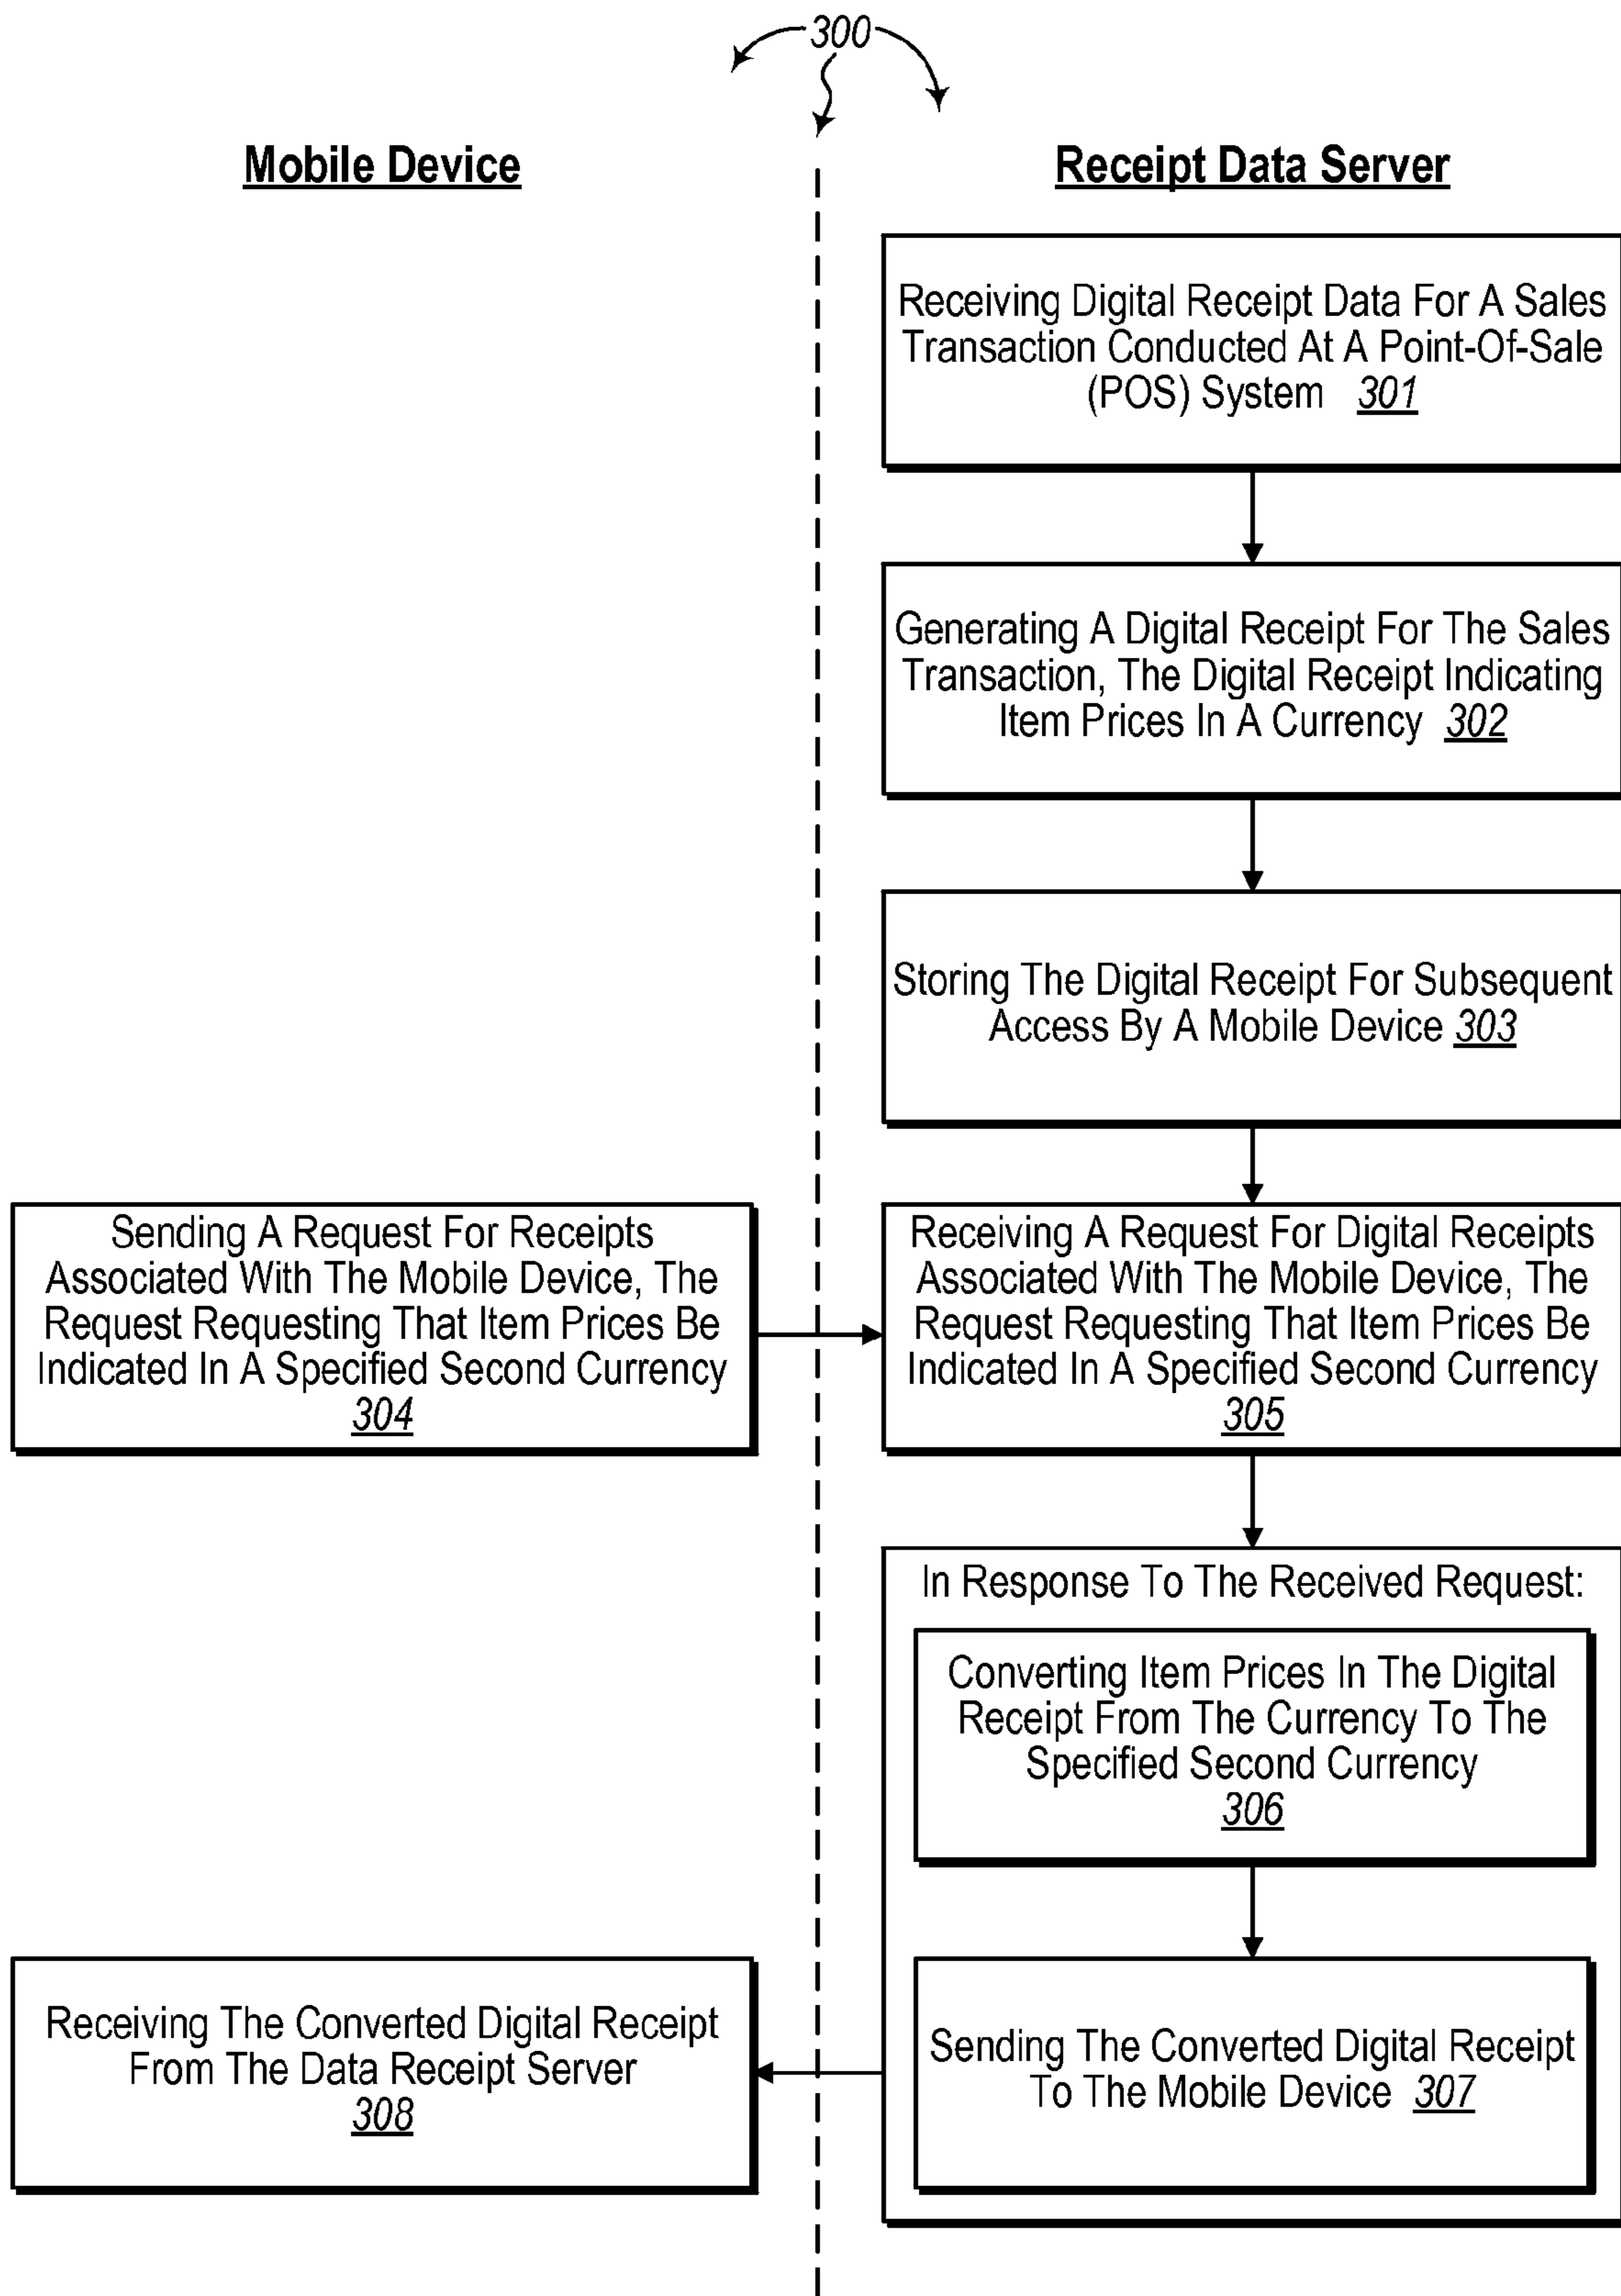 300
Mobile Device
Receipt Data Server
Receiving Digital Receipt Data For A Sales
Transaction Conducted At A Point-Of-Sale
(POS) System 301
Generating A Digital Receipt For The Sales
Transaction, The Digital Receipt Indicating
Item Prices In A Currency 302
Storing The Digital Receipt For Subsequent
Access By A Mobile Device 303
Sending A Request For Receipts
Associated With The Mobile Device, The
Request Requesting That Item Prices Be
Indicated In A Specified Second Currency
304
Receiving A Request For Digital Receipts
Associated With The Mobile Device, The
Request Requesting That Item Prices Be
Indicated In A Specified Second Currency
305
In Response To The Received Request:
Converting Item Prices In The Digital
Receipt From The Currency To The
Specified Second Currency
306
Sending The Converted Digital Receipt
To The Mobile Device 307
Receiving The Converted Digital Receipt
From The Data Receipt Server
308